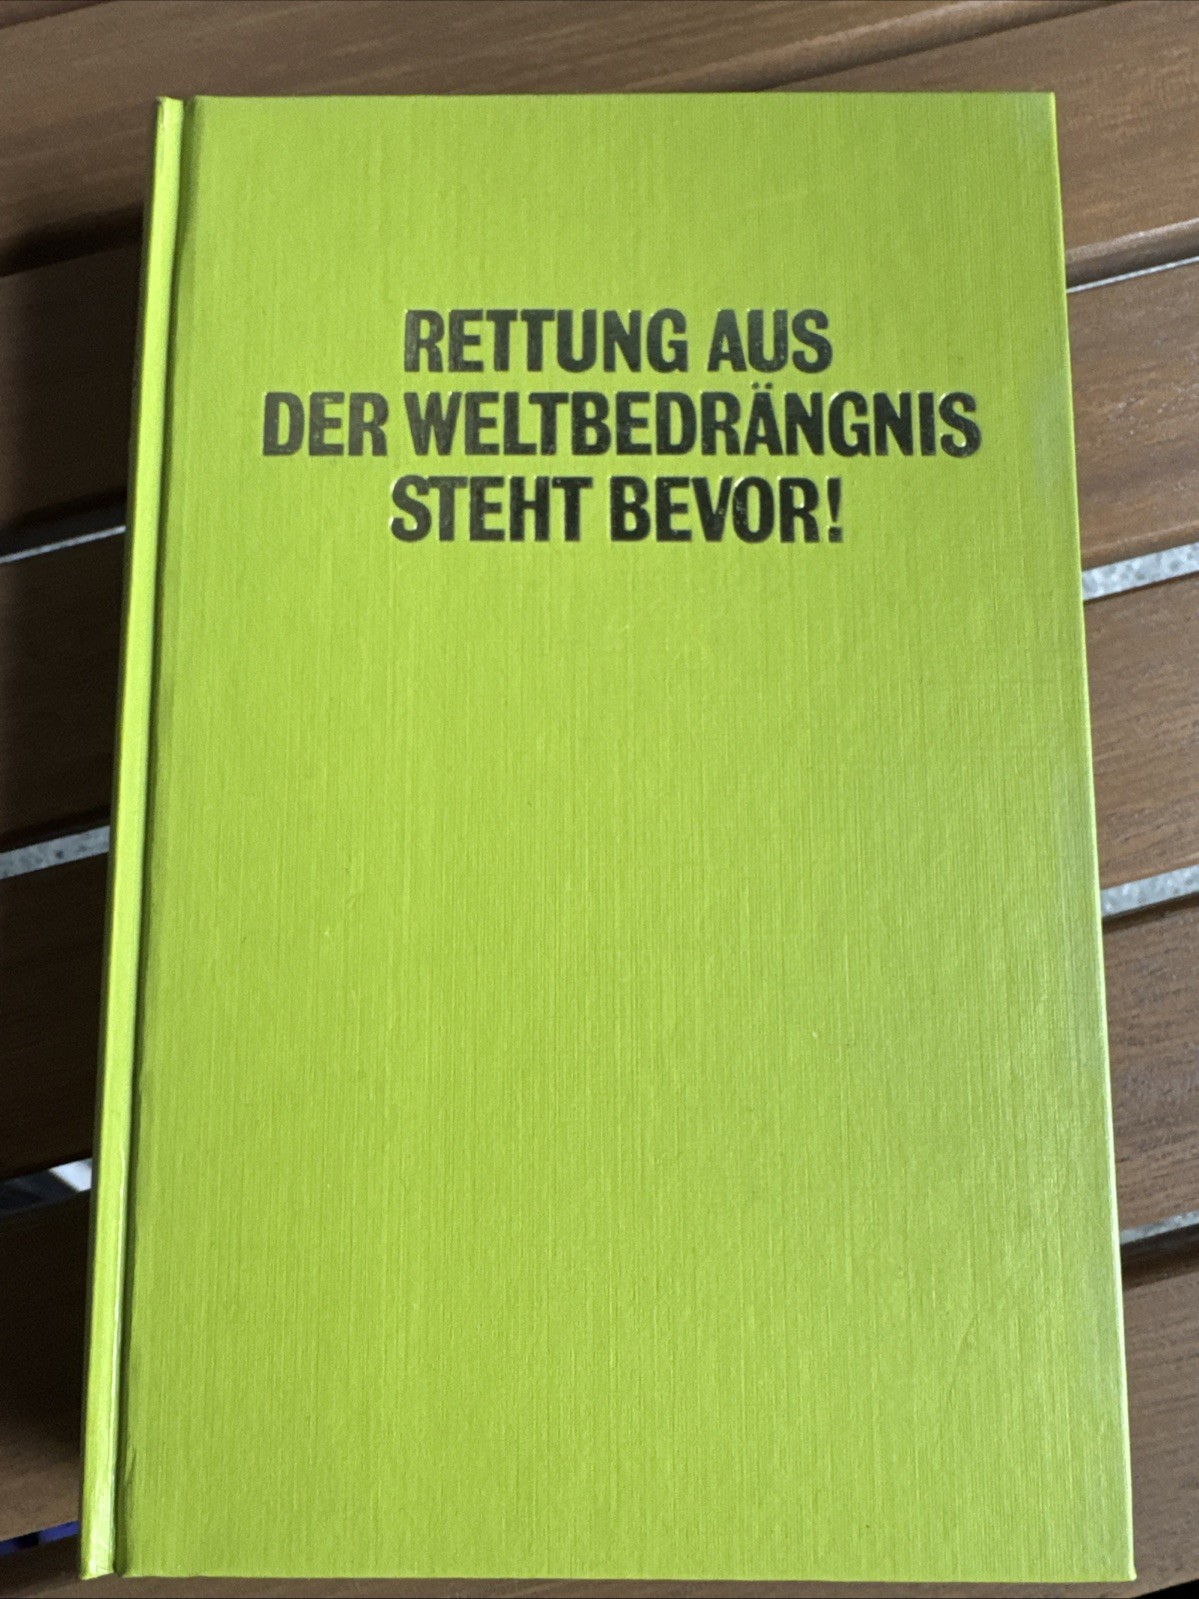 RETTUNG AUS
DER WELTBEDRÄNGNIS
STEHT BEVOR!